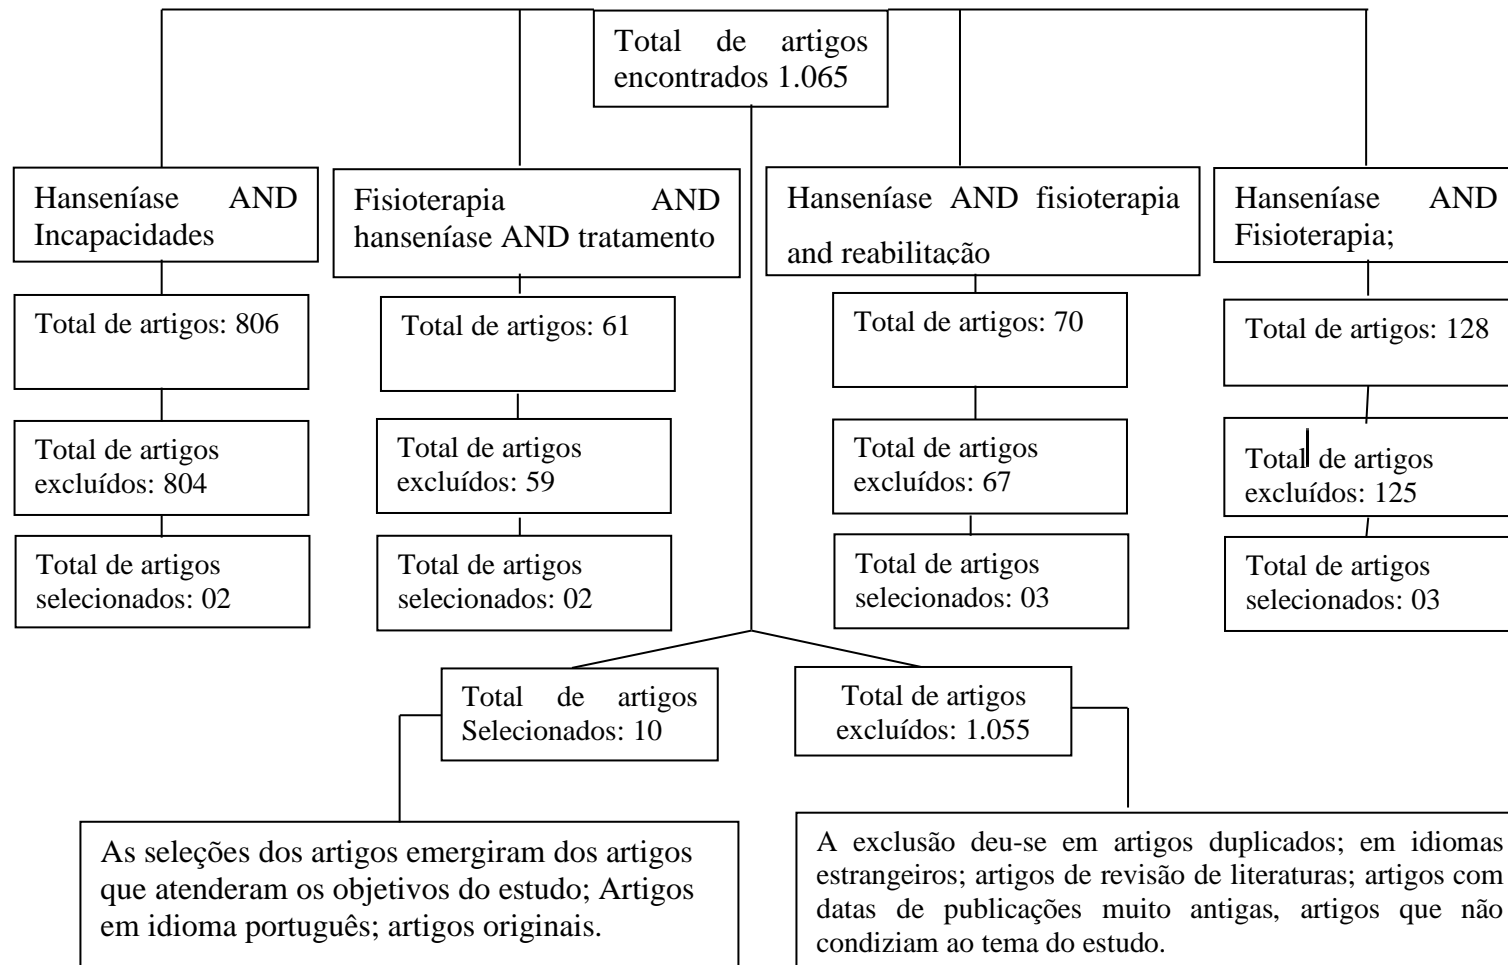 Total de artigos
encontrados 1.065
Hanseníase AND
Incapacidades
Fisioterapia AND
hanseníase AND tratamento
Hanseníase AND fisioterapia
and reabilitação
Hanseníase AND
Fisioterapia;
Total de artigos: 806
Total de artigos: 61
Total de artigos: 70
Total de artigos: 128
Total de artigos
excluídos: 804
Total de artigos
excluídos: 59
Total de artigos
excluídos: 67
Total de artigos
excluídos: 125
Total de artigos
selecionados: 02
Total de artigos
selecionados: 02
Total de artigos
selecionados: 03
Total de artigos
selecionados: 03
Total de artigos
Selecionados: 10
Total de artigos
excluídos: 1.055
As seleções dos artigos emergiram dos artigos
que atenderam os objetivos do estudo; Artigos
em idioma português; artigos originais.
A exclusão deu-se em artigos duplicados; em idiomas
estrangeiros; artigos de revisão de literaturas; artigos com
datas de publicações muito antigas, artigos que não
condiziam ao tema do estudo.